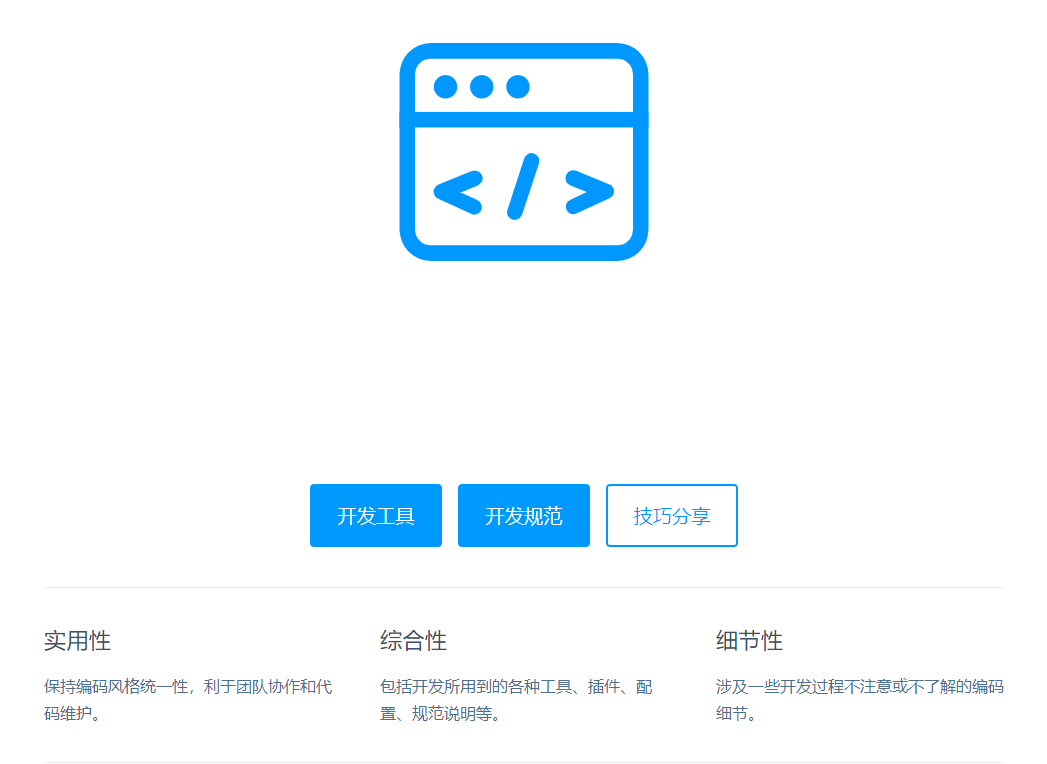 </>
开发工具
开发规范
技巧分享
实用性
保持编码风格统一性，利于团队协作和代
码维护。
综合性
包括开发所用到的各种工具、插件、配
置、规范说明等。
细节性
涉及一些开发过程不注意或不了解的编码
细节。